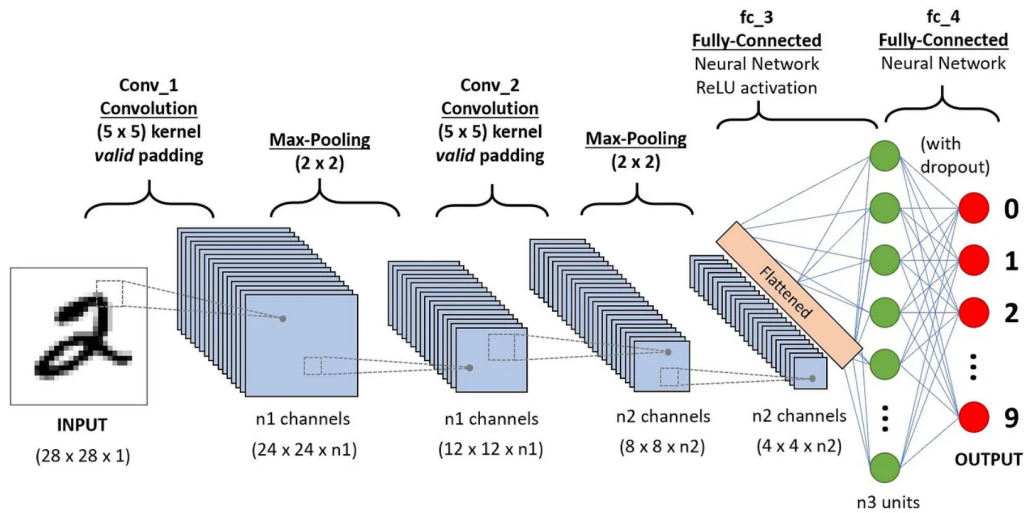 fc_3
Fully-Connected
Neural Network
ReLU activation
fc_4
Fully-Connected
Neural Network
Conv_1
Convolution
(5 x 5) kernel
valid padding
Max-Pooling
(2 x 2)
Conv_2
Convolution
(5 x 5) kernel
valid padding
Max-Pooling
(2 x 2)
(with
dropout)
Flattened
0
1
2
9
INPUT
(28 x 28 x 1)
n1 channels
(24 x 24 x n1)
n1 channels
(12 x 12 x n1)
n2 channels
(8 x 8 x n2)
n2 channels
(4 x 4 x n2)
n3 units
OUTPUT
2